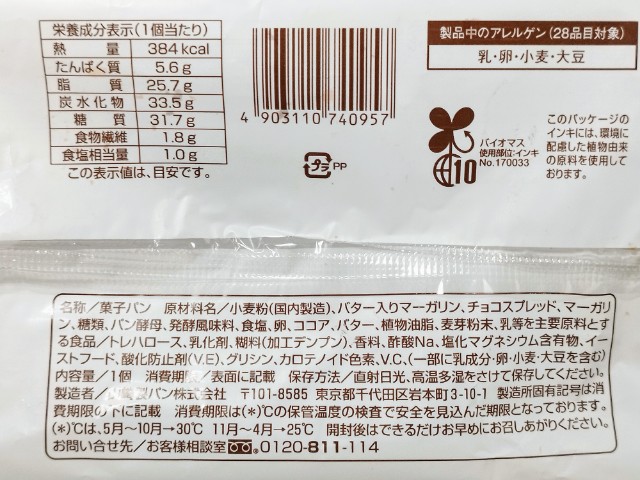 栄養成分表示(1個当たり)
熱量 384kcal
たんぱく質 5.6g
脂質 25.7g
炭水化物 33.5g
糖質 31.7g
食物繊維 1.8g
食塩相当量 1.0g
この表示値は、目安です。
4 903110 740957
プラ PP
製品中のアレルゲン(28品目対象)
乳・卵・小麦・大豆
バイオマス
使用部位:インキ
No.170033
10
このパッケージの
インキには、環境に
配慮した植物由来
の原料を使用して
おります。
名称/菓子パン 原材料名/小麦粉(国内製造)、バター入りマーガリン、チョコスプレッド、マーガリ
ン、糖類、パン酵母、発酵風味料、食塩、卵、ココア、バター、植物油脂、麦芽粉末、乳等を主要原料とす
る食品/トレハロース、乳化剤、糊料(加工デンプン)、香料、酢酸Na、塩化マグネシウム含有物、イー
ストフード、酸化防止剤(V.E)、グリシン、カロテノイド色素、V.C、(一部に乳成分・卵・小麦・大豆を含む)
内容量/1個 消費期限/表面に記載 保存方法/直射日光、高温多湿をさけて保存してください。
製造者 製パン株式会社 〒101-8585 東京都千代田区岩本町3-10-1 製造所固有記号は消
費期限の下に記載 消費期限は(*)℃の保管温度の検査で安全を見込んだ期限となっております。
(*)℃は、5月~10月→30℃ 11月~4月→25℃ 開封後はできるだけお早めにお召しあがりください。
お問い合せ先/お客様相談室 0120-811-114